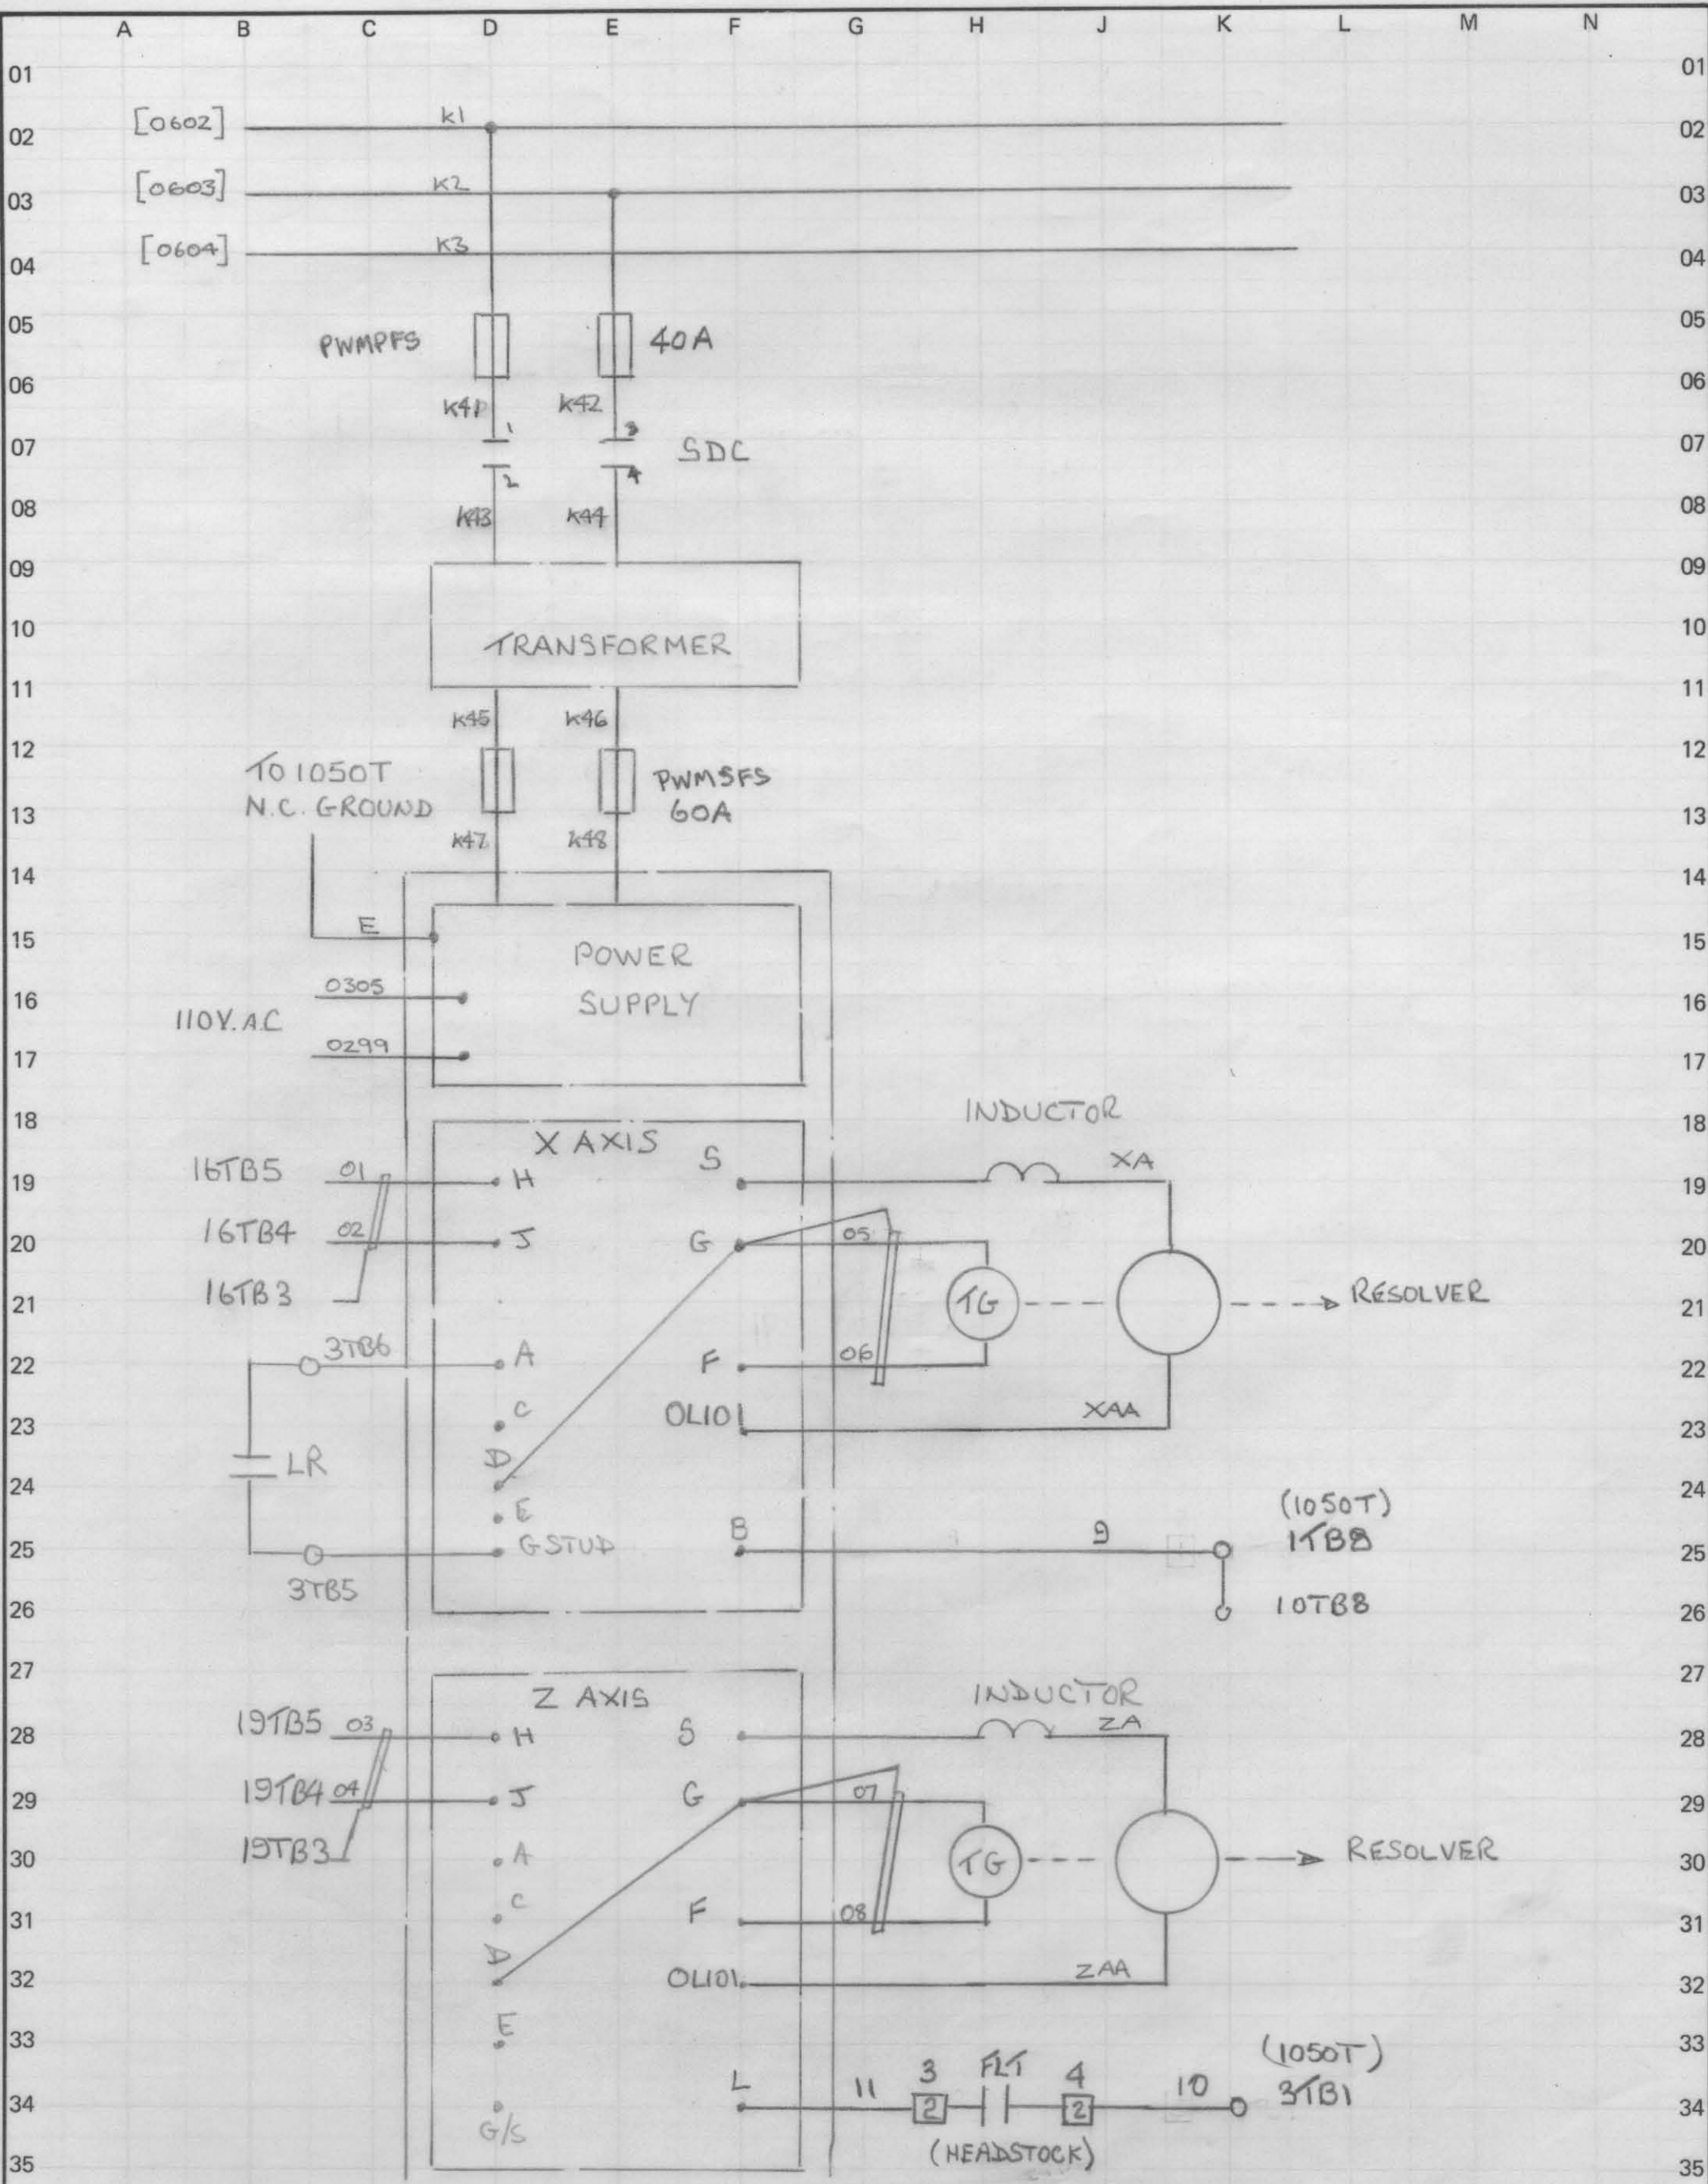 A B C D E F G H J K L M N
01 01
[0602] K1
02 02
[0603] K2
03 03
[0604] K3
04 04
05 05
PWMPFS 40A
06 06
K41 K42
1 3
07 SDC 07
2 4
08 08
K43 K44
09 09
10 TRANSFORMER 10
11 11
K45 K46
12 12
TO 1050T PWMSFS
N.C. GROUND 60A
13 13
K47 K48
14 14
E
15 15
POWER
0305
16 SUPPLY 16
110V.AC
0299
17 17
18 INDUCTOR 18
X AXIS S XA
16TB5 01 H
19 19
16TB4 02 J G 05
20 20
16TB3 TG RESOLVER
21 21
3TB6 A F 06
22 22
C OL101 XAA
23 23
LR D
24 24
E (1050T)
G STUD B 9 1TB8
25 25
3TB5 10TB8
26 26
27 27
Z AXIS INDUCTOR
19TB5 03 H S ZA
28 28
19TB4 04 J G 07
29 29
19TB3 A TG RESOLVER
30 30
C F 08
31 31
D OL101 ZAA
32 32
E
33 33
(1050T)
L 11 3 FLT 4 10 3TB1
34 2 2 34
G/S (HEADSTOCK)
35 35